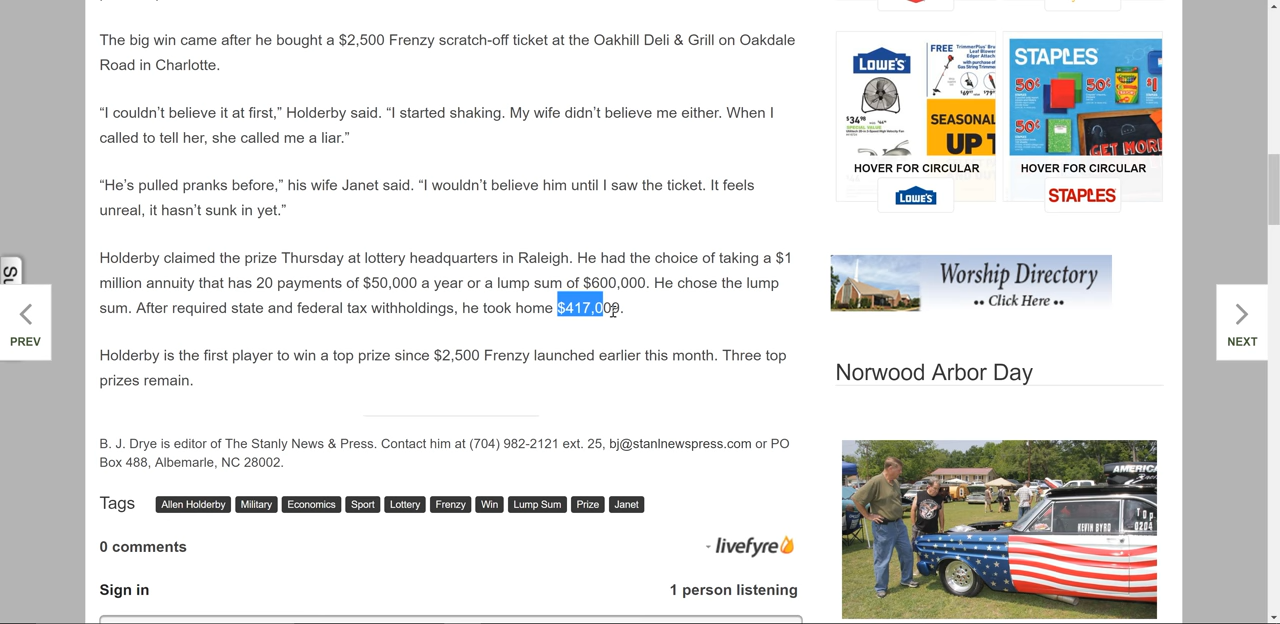 The big win came after he bought a $2,500 Frenzy scratch-off ticket at the Oakhill Deli & Grill on Oakdale
Road in Charlotte.
“I couldn’t believe it at first,” Holderby said. “I started shaking. My wife didn’t believe me either. When I
called to tell her, she called me a liar.”
“He’s pulled pranks before,” his wife Janet said. “I wouldn’t believe him until I saw the ticket. It feels
unreal, it hasn’t sunk in yet.”
Holderby claimed the prize Thursday at lottery headquarters in Raleigh. He had the choice of taking a $1
million annuity that has 20 payments of $50,000 a year or a lump sum of $600,000. He chose the lump
sum. After required state and federal tax withholdings, he took home $417,009.
Holderby is the first player to win a top prize since $2,500 Frenzy launched earlier this month. Three top
prizes remain.
B. J. Drye is editor of The Stanly News & Press. Contact him at (704) 982-2121 ext. 25, bj@stanlnewspress.com or PO
Box 488, Albemarle, NC 28002.
Tags
Allen Holderby
Military
Economics
Sport
Lottery
Frenzy
Win
Lump Sum
Prize
Janet
0 comments
livefyre
Sign in
1 person listening
Su
PREV
NEXT
LOWE'S
FREE
$34.98
SEASONAL
UP T
HOVER FOR CIRCULAR
LOWE'S
STAPLES
50¢
50¢
$1
50¢
GET MOR
HOVER FOR CIRCULAR
STAPLES
Worship Directory
•• Click Here ••
Norwood Arbor Day
AMERICA
KEVIN BYRD